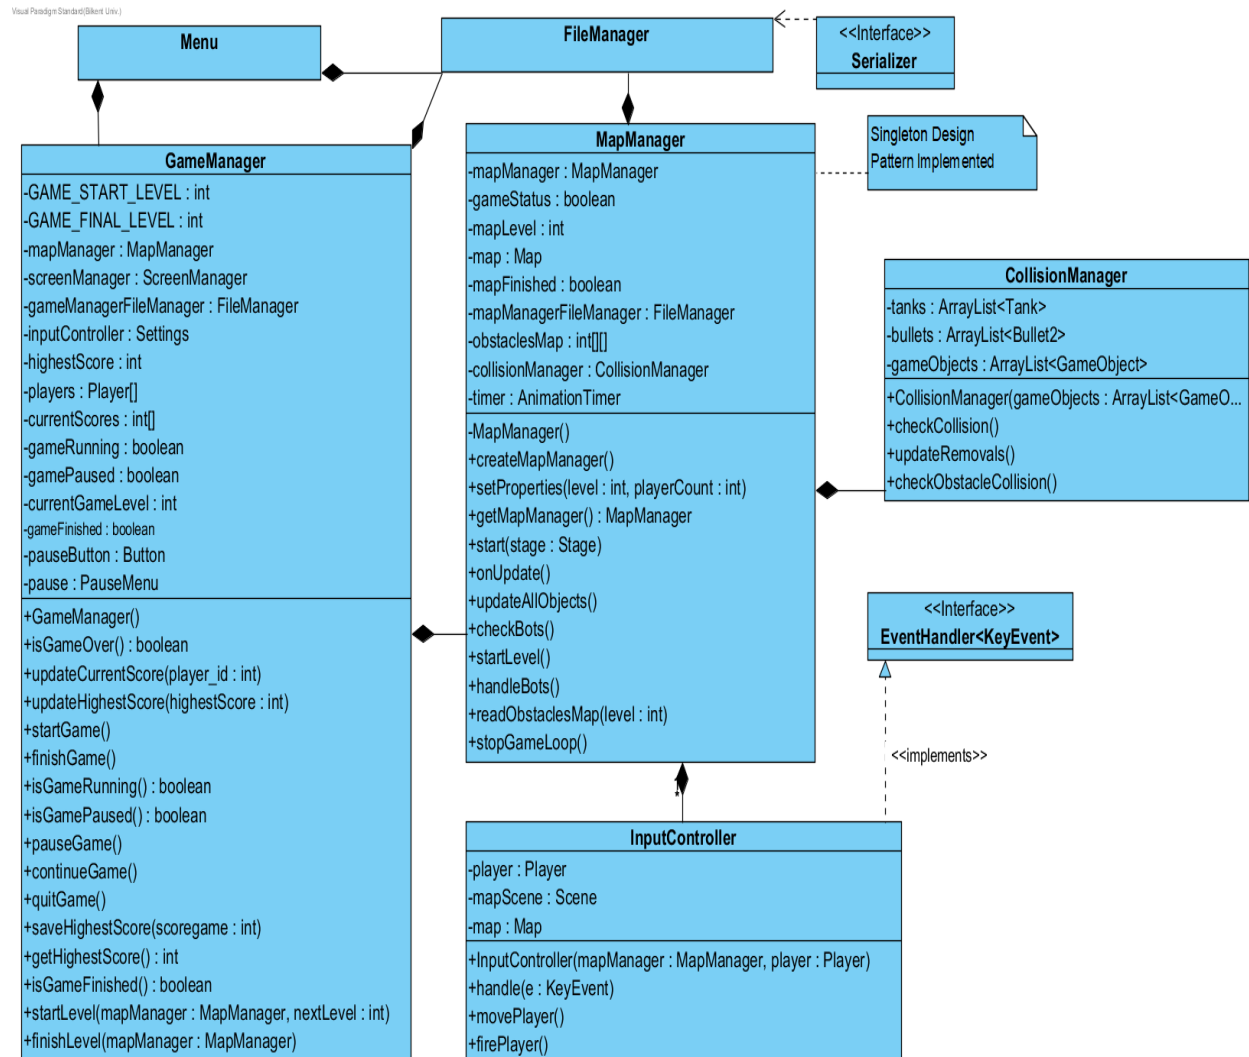 Visual Paradigm Standard(Bilkent Univ.)
Menu
FileManager
<<Interface>>
Serializer
GameManager
-GAME_START_LEVEL : int
-GAME_FINAL_LEVEL : int
-mapManager : MapManager
-screenManager : ScreenManager
-gameManagerFileManager : FileManager
-inputController : Settings
-highestScore : int
-players : Player[]
-currentScores : int[]
-gameRunning : boolean
-gamePaused : boolean
-currentGameLevel : int
-gameFinished : boolean
-pauseButton : Button
-pause : PauseMenu
+GameManager()
+isGameOver() : boolean
+updateCurrentScore(player_id : int)
+updateHighestScore(highestScore : int)
+startGame()
+finishGame()
+isGameRunning() : boolean
+isGamePaused() : boolean
+pauseGame()
+continueGame()
+quitGame()
+saveHighestScore(scoregame : int)
+getHighestScore() : int
+isGameFinished() : boolean
+startLevel(mapManager : MapManager, nextLevel : int)
+finishLevel(mapManager : MapManager)
MapManager
-mapManager : MapManager
-gameStatus : boolean
-mapLevel : int
-map : Map
-mapFinished : boolean
-mapManagerFileManager : FileManager
-obstaclesMap : int[][]
-collisionManager : CollisionManager
-timer : AnimationTimer
-MapManager()
+createMapManager()
+setProperties(level : int, playerCount : int)
+getMapManager() : MapManager
+start(stage : Stage)
+onUpdate()
+updateAllObjects()
+checkBots()
+startLevel()
+handleBots()
+readObstaclesMap(level : int)
+stopGameLoop()
Singleton Design
Pattern Implemented
CollisionManager
-tanks : ArrayList<Tank>
-bullets : ArrayList<Bullet2>
-gameObjects : ArrayList<GameObject>
+CollisionManager(gameObjects : ArrayList<GameO...
+checkCollision()
+updateRemovals()
+checkObstacleCollision()
<<Interface>>
EventHandler<KeyEvent>
<<implements>>
*
InputController
-player : Player
-mapScene : Scene
-map : Map
+InputController(mapManager : MapManager, player : Player)
+handle(e : KeyEvent)
+movePlayer()
+firePlayer()